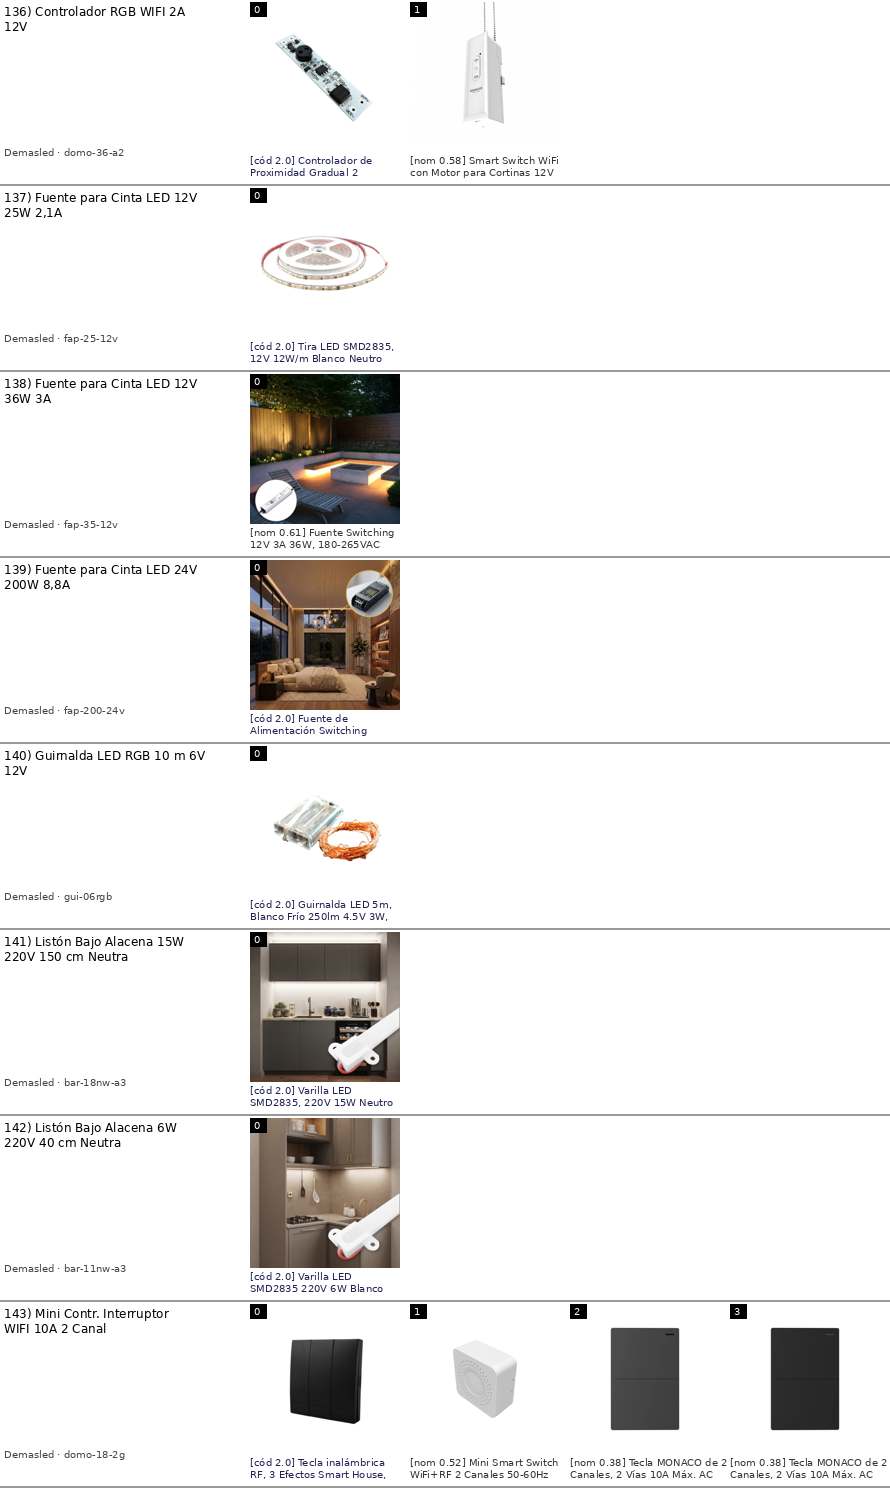 136) Controlador RGB WIFI 2A
12V
Demasled · domo-36-a2
0
[cód 2.0] Controlador de
Proximidad Gradual 2
1
[nom 0.58] Smart Switch WiFi
con Motor para Cortinas 12V
137) Fuente para Cinta LED 12V
25W 2,1A
Demasled · fap-25-12v
0
[cód 2.0] Tira LED SMD2835,
12V 12W/m Blanco Neutro
138) Fuente para Cinta LED 12V
36W 3A
Demasled · fap-35-12v
0
[nom 0.61] Fuente Switching
12V 3A 36W, 180-265VAC
139) Fuente para Cinta LED 24V
200W 8,8A
Demasled · fap-200-24v
0
[cód 2.0] Fuente de
Alimentación Switching
140) Guirnalda LED RGB 10 m 6V
12V
Demasled · gui-06rgb
0
[cód 2.0] Guirnalda LED 5m,
Blanco Frío 250lm 4.5V 3W,
141) Listón Bajo Alacena 15W
220V 150 cm Neutra
Demasled · bar-18nw-a3
0
[cód 2.0] Varilla LED
SMD2835, 220V 15W Neutro
142) Listón Bajo Alacena 6W
220V 40 cm Neutra
Demasled · bar-11nw-a3
0
[cód 2.0] Varilla LED
SMD2835 220V 6W Blanco
143) Mini Contr. Interruptor
WIFI 10A 2 Canal
Demasled · domo-18-2g
0
[cód 2.0] Tecla inalámbrica
RF, 3 Efectos Smart House,
1
[nom 0.52] Mini Smart Switch
WiFi+RF 2 Canales 50-60Hz
2
[nom 0.38] Tecla MONACO de 2
Canales, 2 Vías 10A Máx. AC
3
[nom 0.38] Tecla MONACO de 2
Canales, 2 Vías 10A Máx. AC